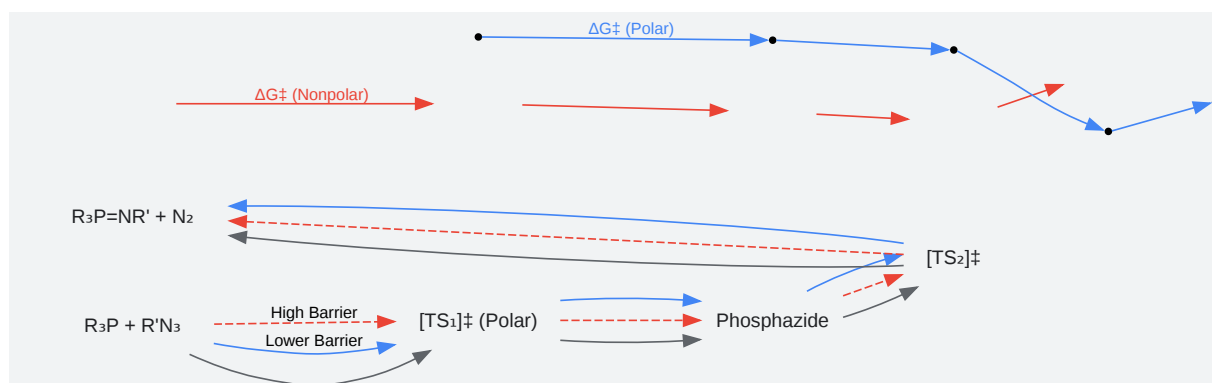 ΔG‡ (Polar)
ΔG‡ (Nonpolar)
R₃P=NR' + N₂
[TS₂]‡
R₃P + R'N₃
High Barrier
Lower Barrier
[TS₁]‡ (Polar)
Phosphazide